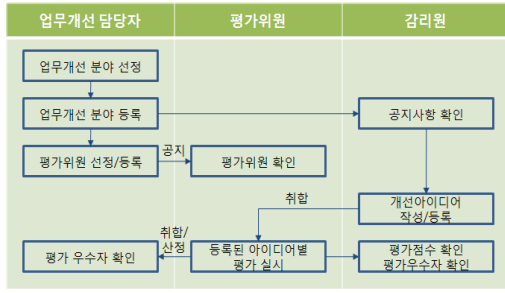 업무개선 담당자
평가위원
감리원
업무개선 분야 선정
업무개선 분야 등록
공지사항 확인
평가위원 선정/등록
공지
평가위원 확인
개선아이디어
작성/등록
취합
취합/
산정
평가 우수자 확인
등록된 아이디어별
평가 실시
평가점수 확인
평가우수자 확인